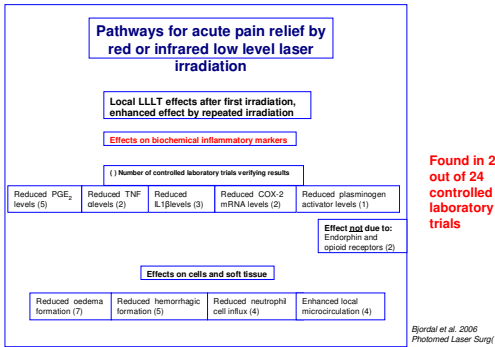 Pathways for acute pain relief by
red or infrared low level laser
irradiation
Local LLLT effects after first irradiation,
enhanced effect by repeated irradiation
Effects on biochemical inflammatory markers
( ) Number of controlled laboratory trials verifying results
Reduced PGE2
levels (5)
Reduced TNF
αlevels (2)
Reduced
IL1βlevels (3)
Reduced COX-2
mRNA levels (2)
Reduced plasminogen
activator levels (1)
Effect not due to:
Endorphin and
opioid receptors (2)
Effects on cells and soft tissue
Reduced oedema
formation (7)
Reduced hemorrhagic
formation (5)
Reduced neutrophil
cell influx (4)
Enhanced local
microcirculation (4)
Found in 2
out of 24
controlled
laboratory
trials
Bjordal et al. 2006
Photomed Laser Surg(